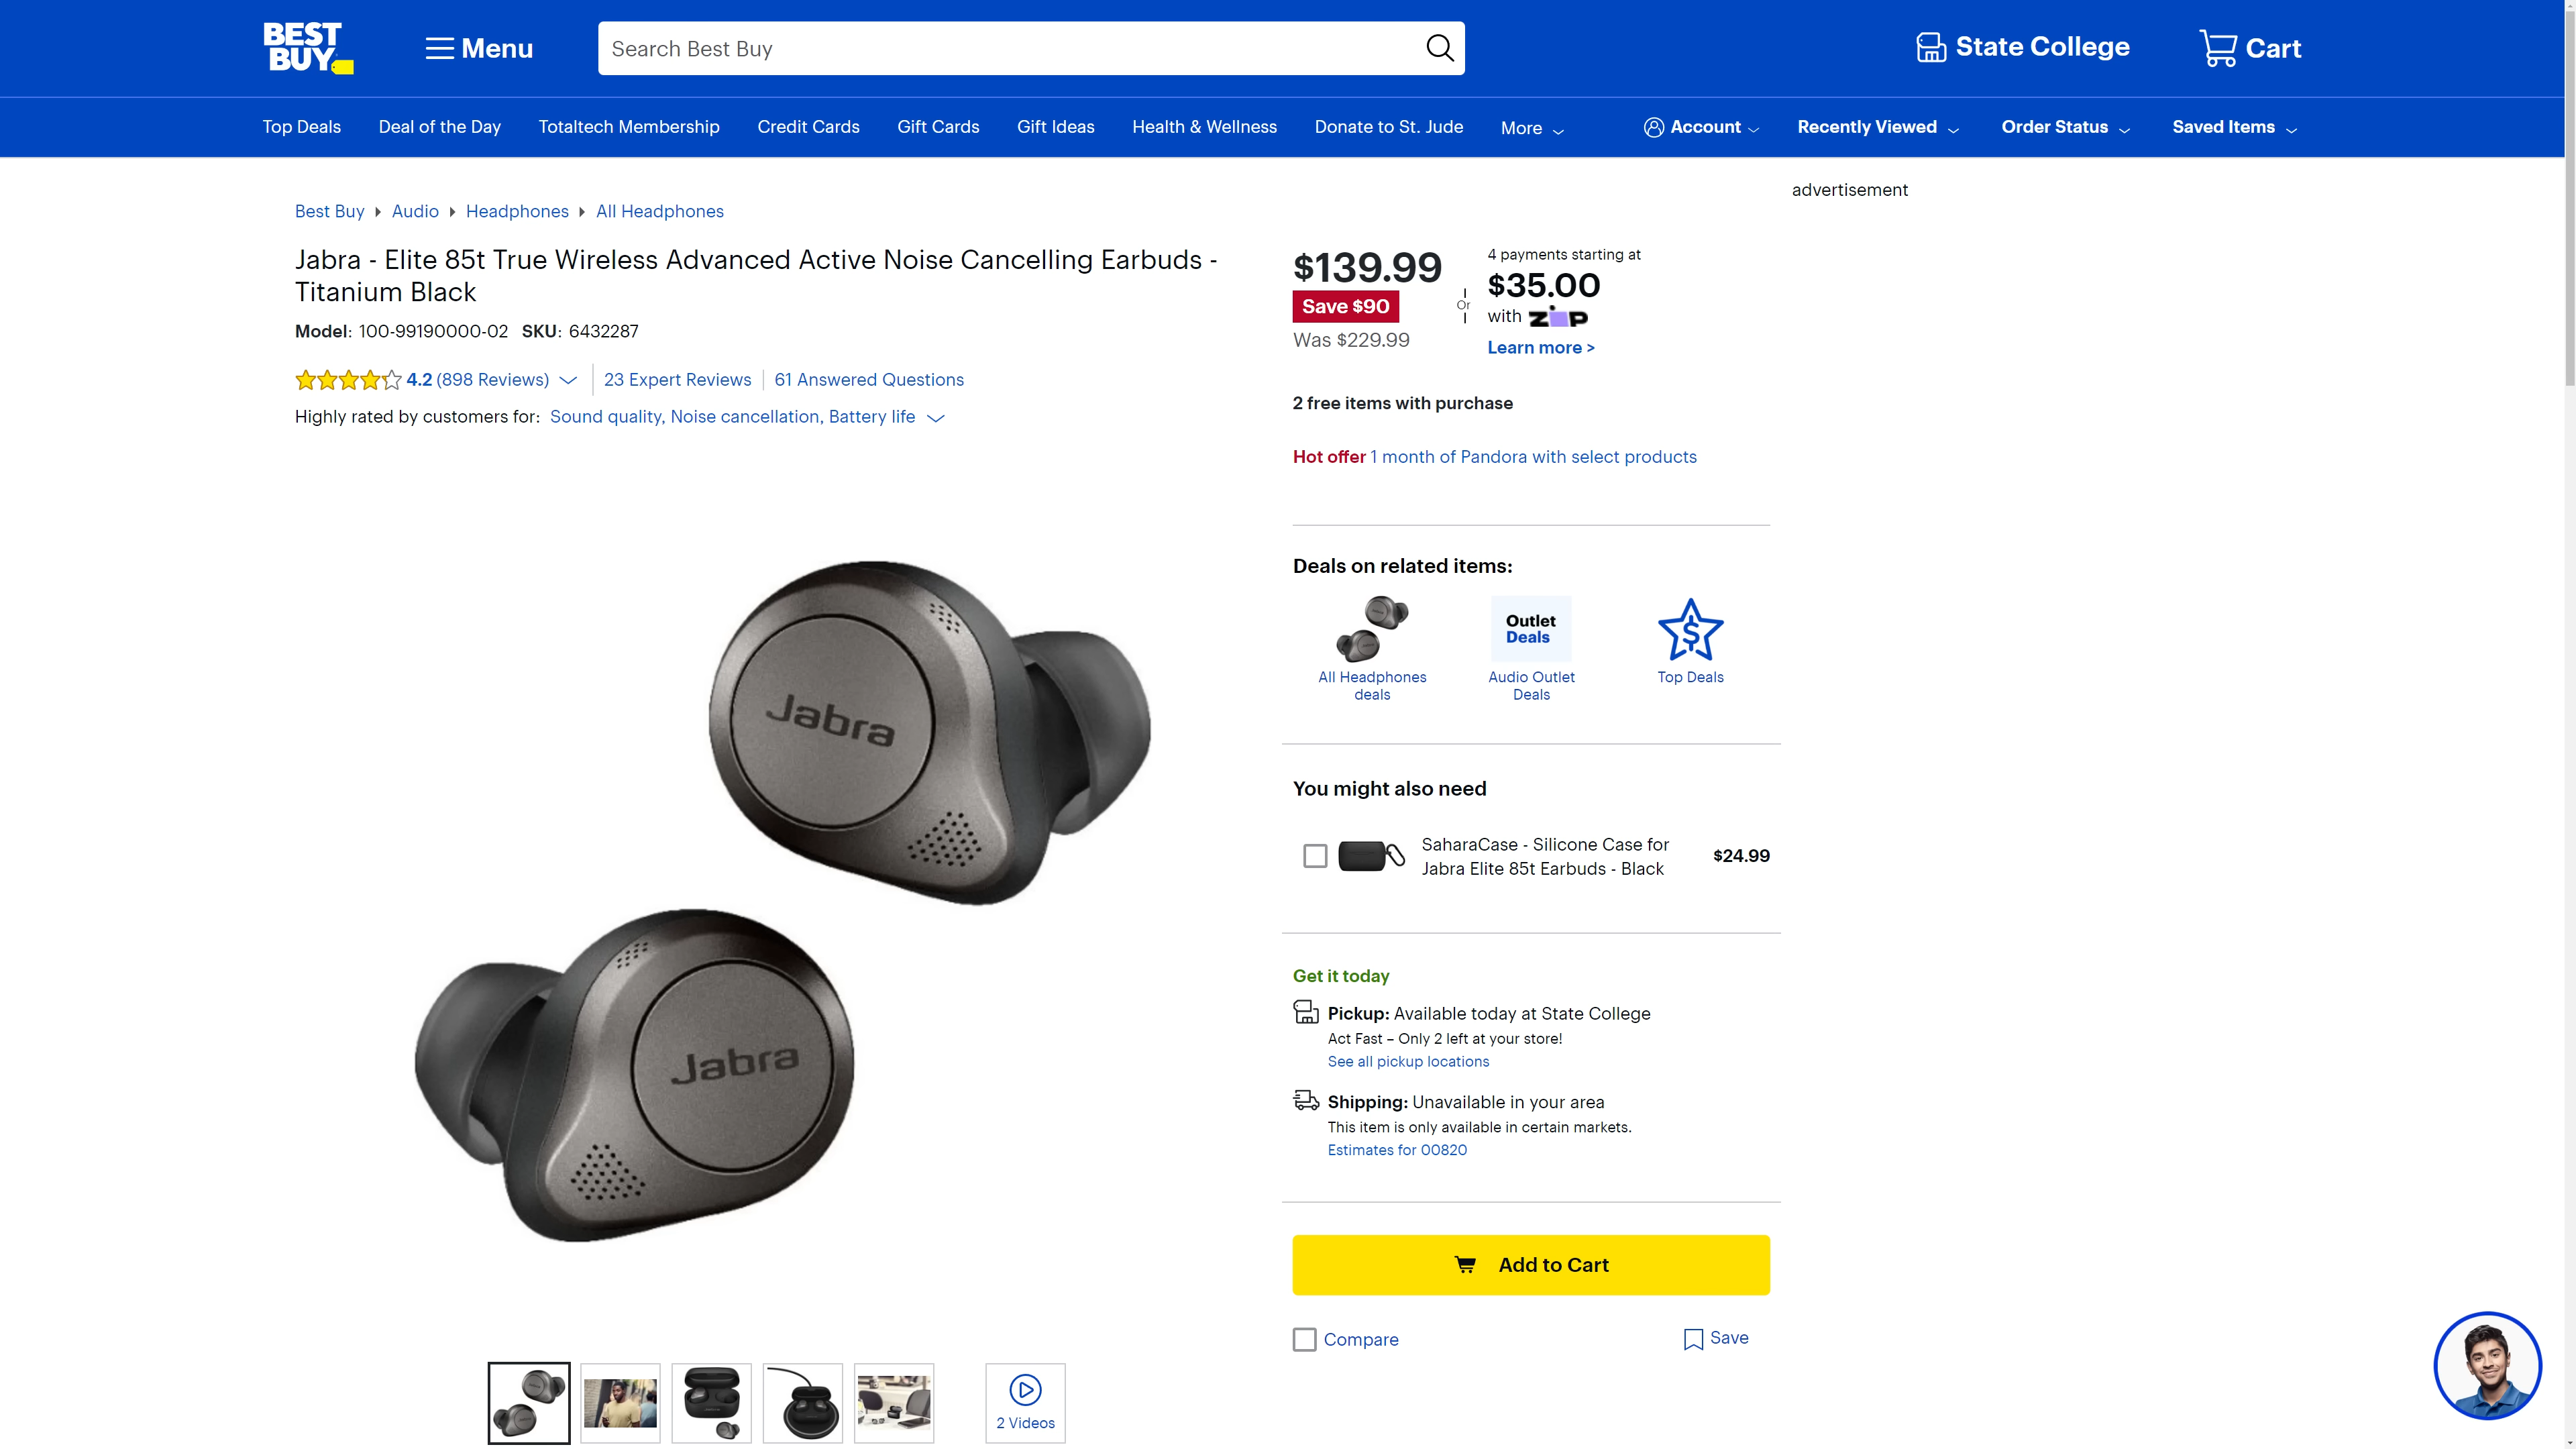 BEST
BUY
Menu
Search Best Buy
State College
Cart
Top Deals
Deal of the Day
Totaltech Membership
Credit Cards
Gift Cards
Gift Ideas
Health & Wellness
Donate to St. Jude
More
Account
Recently Viewed
Order Status
Saved Items
advertisement
Best Buy
Audio
Headphones
All Headphones
Jabra - Elite 85t True Wireless Advanced Active Noise Cancelling Earbuds -
Titanium Black
Model: 100-99190000-02 SKU: 6432287
4.2 (898 Reviews)
23 Expert Reviews
61 Answered Questions
Highly rated by customers for: Sound quality, Noise cancellation, Battery life
Jabra
Jabra
2 Videos
$139.99
Save $90
Was $229.99
Or
4 payments starting at
$35.00
with ZIP
Learn more >
2 free items with purchase
Hot offer 1 month of Pandora with select products
Deals on related items:
All Headphones
deals
Outlet
Deals
Audio Outlet
Deals
Top Deals
You might also need
SaharaCase - Silicone Case for
Jabra Elite 85t Earbuds - Black
$24.99
Get it today
Pickup: Available today at State College
Act Fast – Only 2 left at your store!
See all pickup locations
Shipping: Unavailable in your area
This item is only available in certain markets.
Estimates for 00820
Add to Cart
Compare
Save